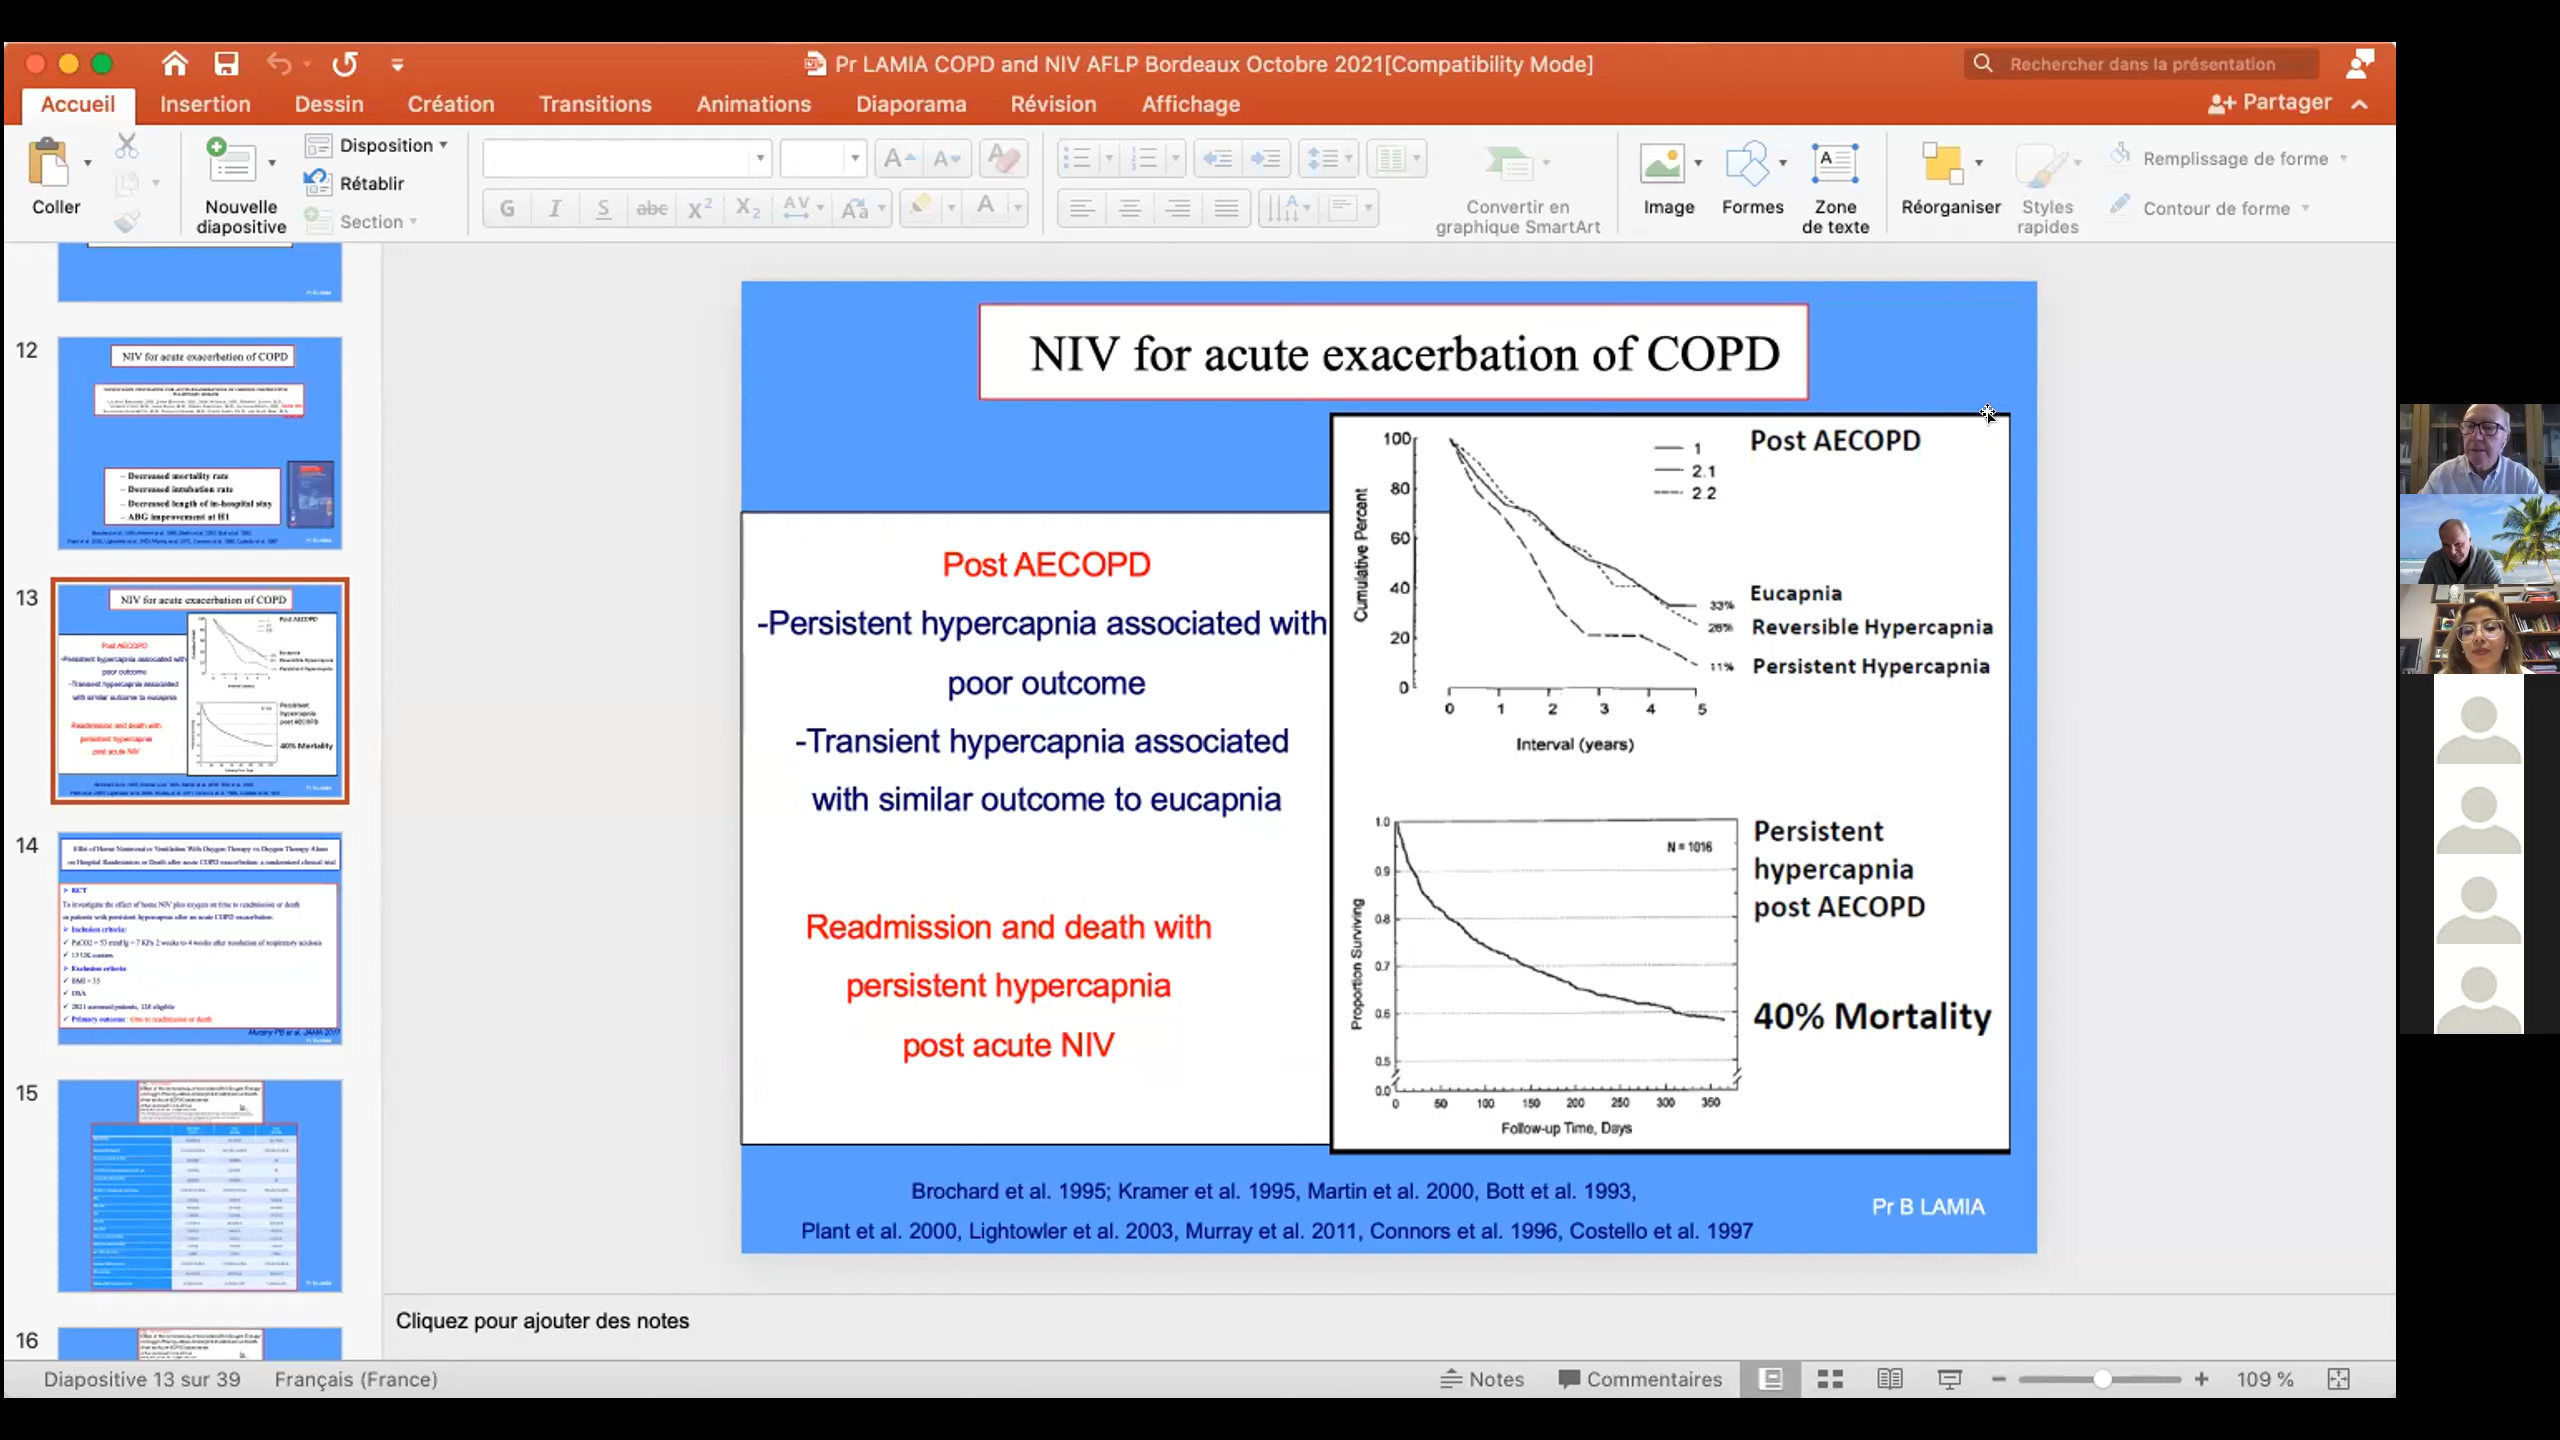 Pr LAMIA COPD and NIV AFLP Bordeaux Octobre 2021[Compatibility Mode]
Rechercher dans la présentation
Accueil Insertion Dessin Création Transitions Animations Diaporama Révision Affichage
Partager
Coller
Nouvelle diapositive
Disposition
Rétablir
Section
Convertir en graphique SmartArt
Image
Formes
Zone de texte
Réorganiser
Styles rapides
Remplissage de forme
Contour de forme
12
NIV for acute exacerbation of COPD
– Decreased mortality rate
– Decreased intubation rate
– Decreased length of in-hospital stay
– ABG improvement at H1
13
NIV for acute exacerbation of COPD
14
15
16
NIV for acute exacerbation of COPD
Post AECOPD
-Persistent hypercapnia associated with
poor outcome
-Transient hypercapnia associated
with similar outcome to eucapnia
Readmission and death with
persistent hypercapnia
post acute NIV
Post AECOPD
1
2.1
2.2
Cumulative Percent
100
80
60
40
20
0
33% Eucapnia
28% Reversible Hypercapnia
11% Persistent Hypercapnia
0 1 2 3 4 5
Interval (years)
Persistent
hypercapnia
post AECOPD
40% Mortality
N = 1016
Proportion Surviving
1.0
0.9
0.8
0.7
0.6
0.5
0.0
0 50 100 150 200 250 300 350
Follow-up Time, Days
Brochard et al. 1995; Kramer et al. 1995, Martin et al. 2000, Bott et al. 1993,
Plant et al. 2000, Lightowler et al. 2003, Murray et al. 2011, Connors et al. 1996, Costello et al. 1997
Pr B LAMIA
Cliquez pour ajouter des notes
Diapositive 13 sur 39
Français (France)
Notes
Commentaires
109 %